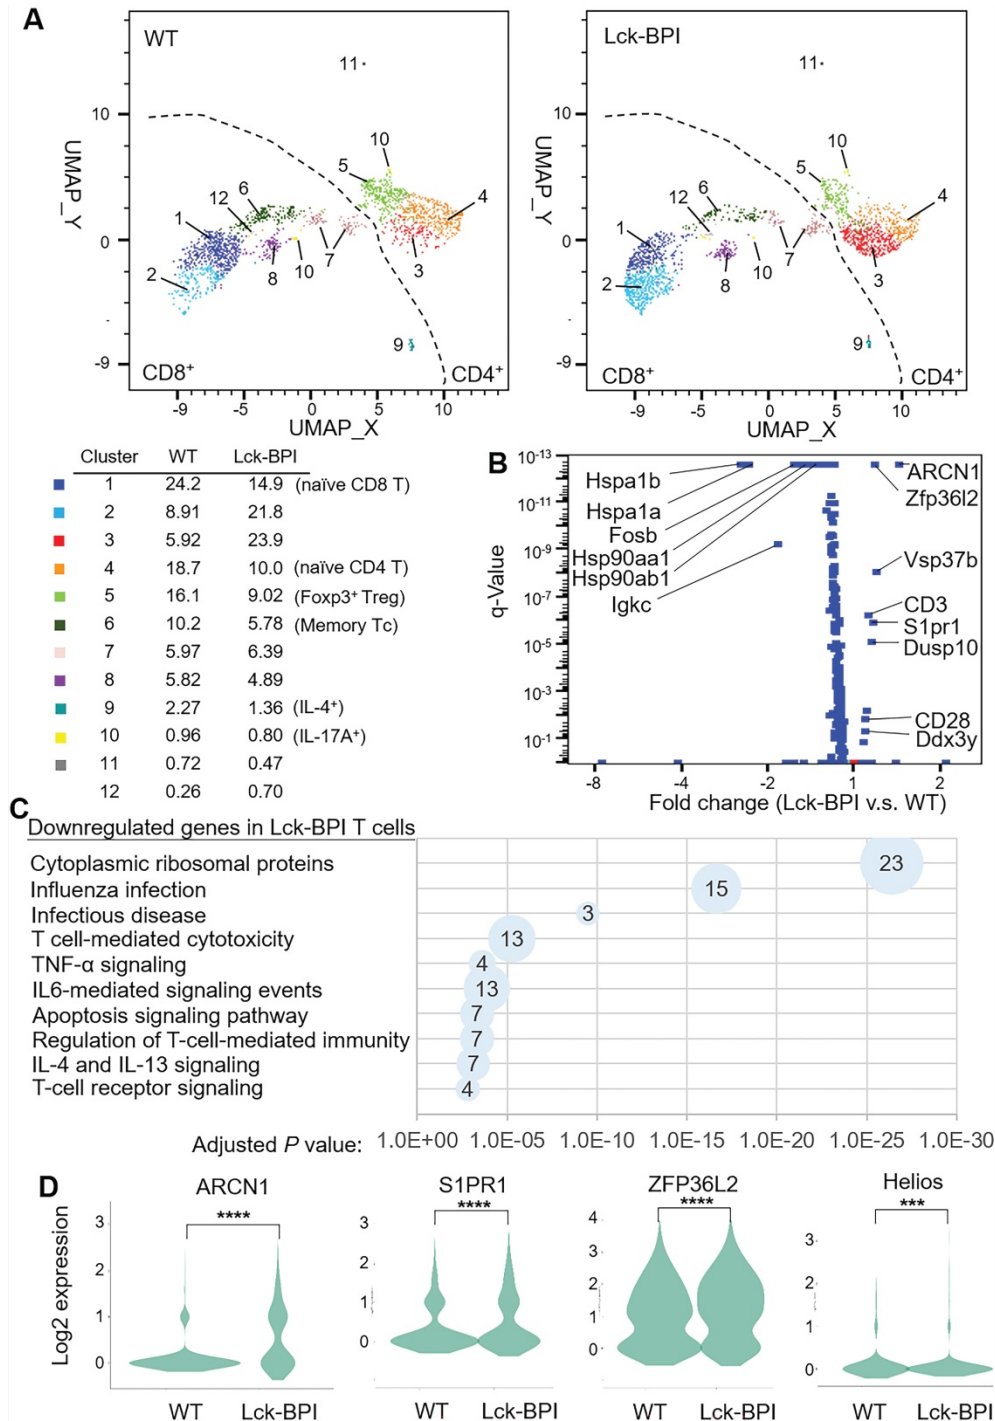 A
WT
11
10
10
5
4
6
12
1
2
8
10
7
3
9
CD8⁺
CD4⁺
UMAP_Y
10
0
-
-9
-9
-5
0
5
10
UMAP_X
Lck-BPI
11
10
5
4
6
12
1
2
8
10
7
3
9
CD8⁺
CD4⁺
UMAP_Y
10
0
-
-9
-9
-5
0
5
10
UMAP_X
Cluster WT Lck-BPI
1 24.2 14.9 (naïve CD8 T)
2 8.91 21.8
3 5.92 23.9
4 18.7 10.0 (naïve CD4 T)
5 16.1 9.02 (Foxp3⁺ Treg)
6 10.2 5.78 (Memory Tc)
7 5.97 6.39
8 5.82 4.89
9 2.27 1.36 (IL-4⁺)
10 0.96 0.80 (IL-17A⁺)
11 0.72 0.47
12 0.26 0.70
B
q-Value
10-13
10-11
10-9
10-7
10-5
10-3
10-1
Hspa1b
Hspa1a
Fosb
Hsp90aa1
Hsp90ab1
Igkc
ARCN1
Zfp36l2
Vsp37b
CD3
S1pr1
Dusp10
CD28
Ddx3y
-8 -4 -2 1 2
Fold change (Lck-BPI v.s. WT)
C
Downregulated genes in Lck-BPI T cells
Cytoplasmic ribosomal proteins 23
Influenza infection 15
Infectious disease 3
T cell-mediated cytotoxicity 13
TNF-α signaling 4
IL6-mediated signaling events 13
Apoptosis signaling pathway 7
Regulation of T-cell-mediated immunity 7
IL-4 and IL-13 signaling 7
T-cell receptor signaling 4
Adjusted P value: 1.0E+00 1.0E-05 1.0E-10 1.0E-15 1.0E-20 1.0E-25 1.0E-30
D
Log2 expression
ARCN1
****
3
2
1
0
WT Lck-BPI
S1PR1
****
3
2
1
0
WT Lck-BPI
ZFP36L2
****
4
3
2
1
0
WT Lck-BPI
Helios
***
3
2
1
0
WT Lck-BPI